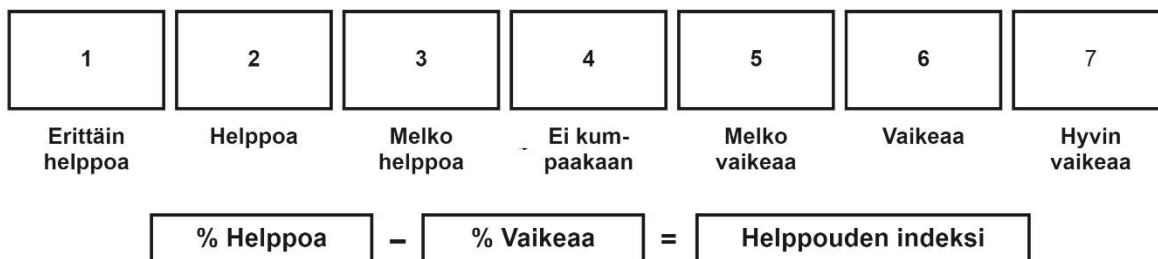 1 2 3 4 5 6 7
Erittäin Helppoa Melko Ei kum- Melko Vaikeaa Hyvin
helppoa helppoa paakaan vaikeaa vaikeaa
% Helppoa – % Vaikeaa = Helppouden indeksi